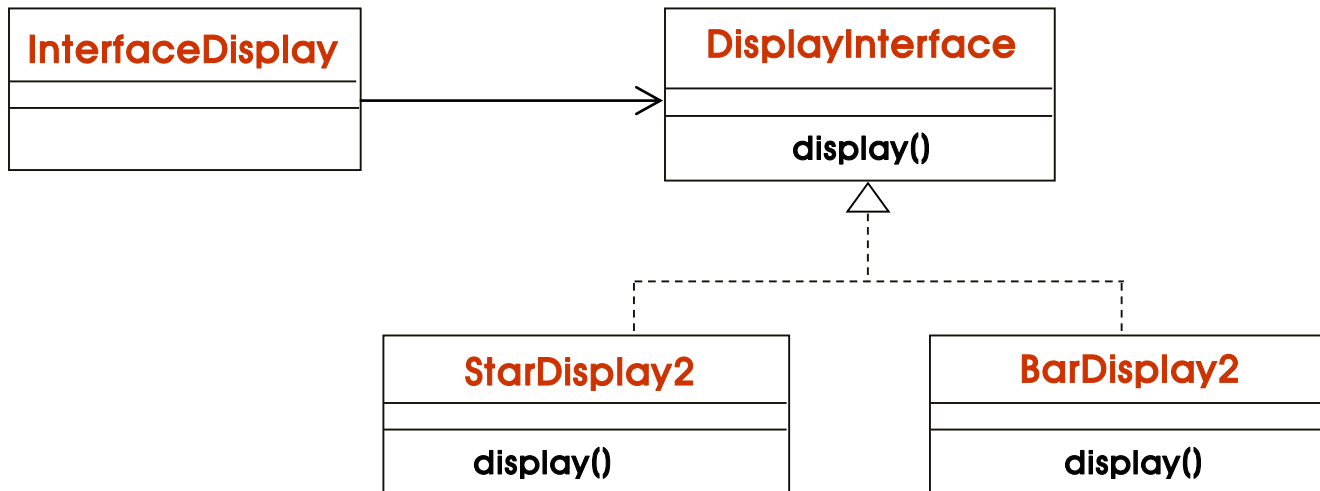 InterfaceDisplay
DisplayInterface
display()
StarDisplay2
BarDisplay2
display()
display()